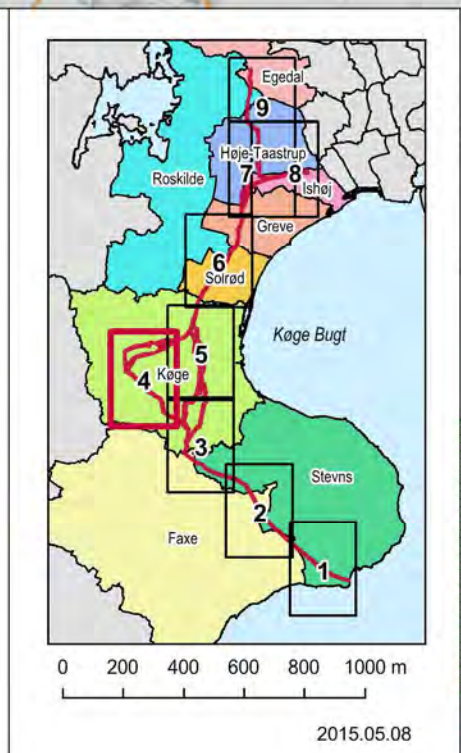 Egedal
9
Høje-Taastrup
7 8
Roskilde
Ishøj
Greve
6
Solrød
Køge Bugt
5
4 Køge
3
Stevns
2
Faxe
1
0 200 400 600 800 1000 m
2015.05.08